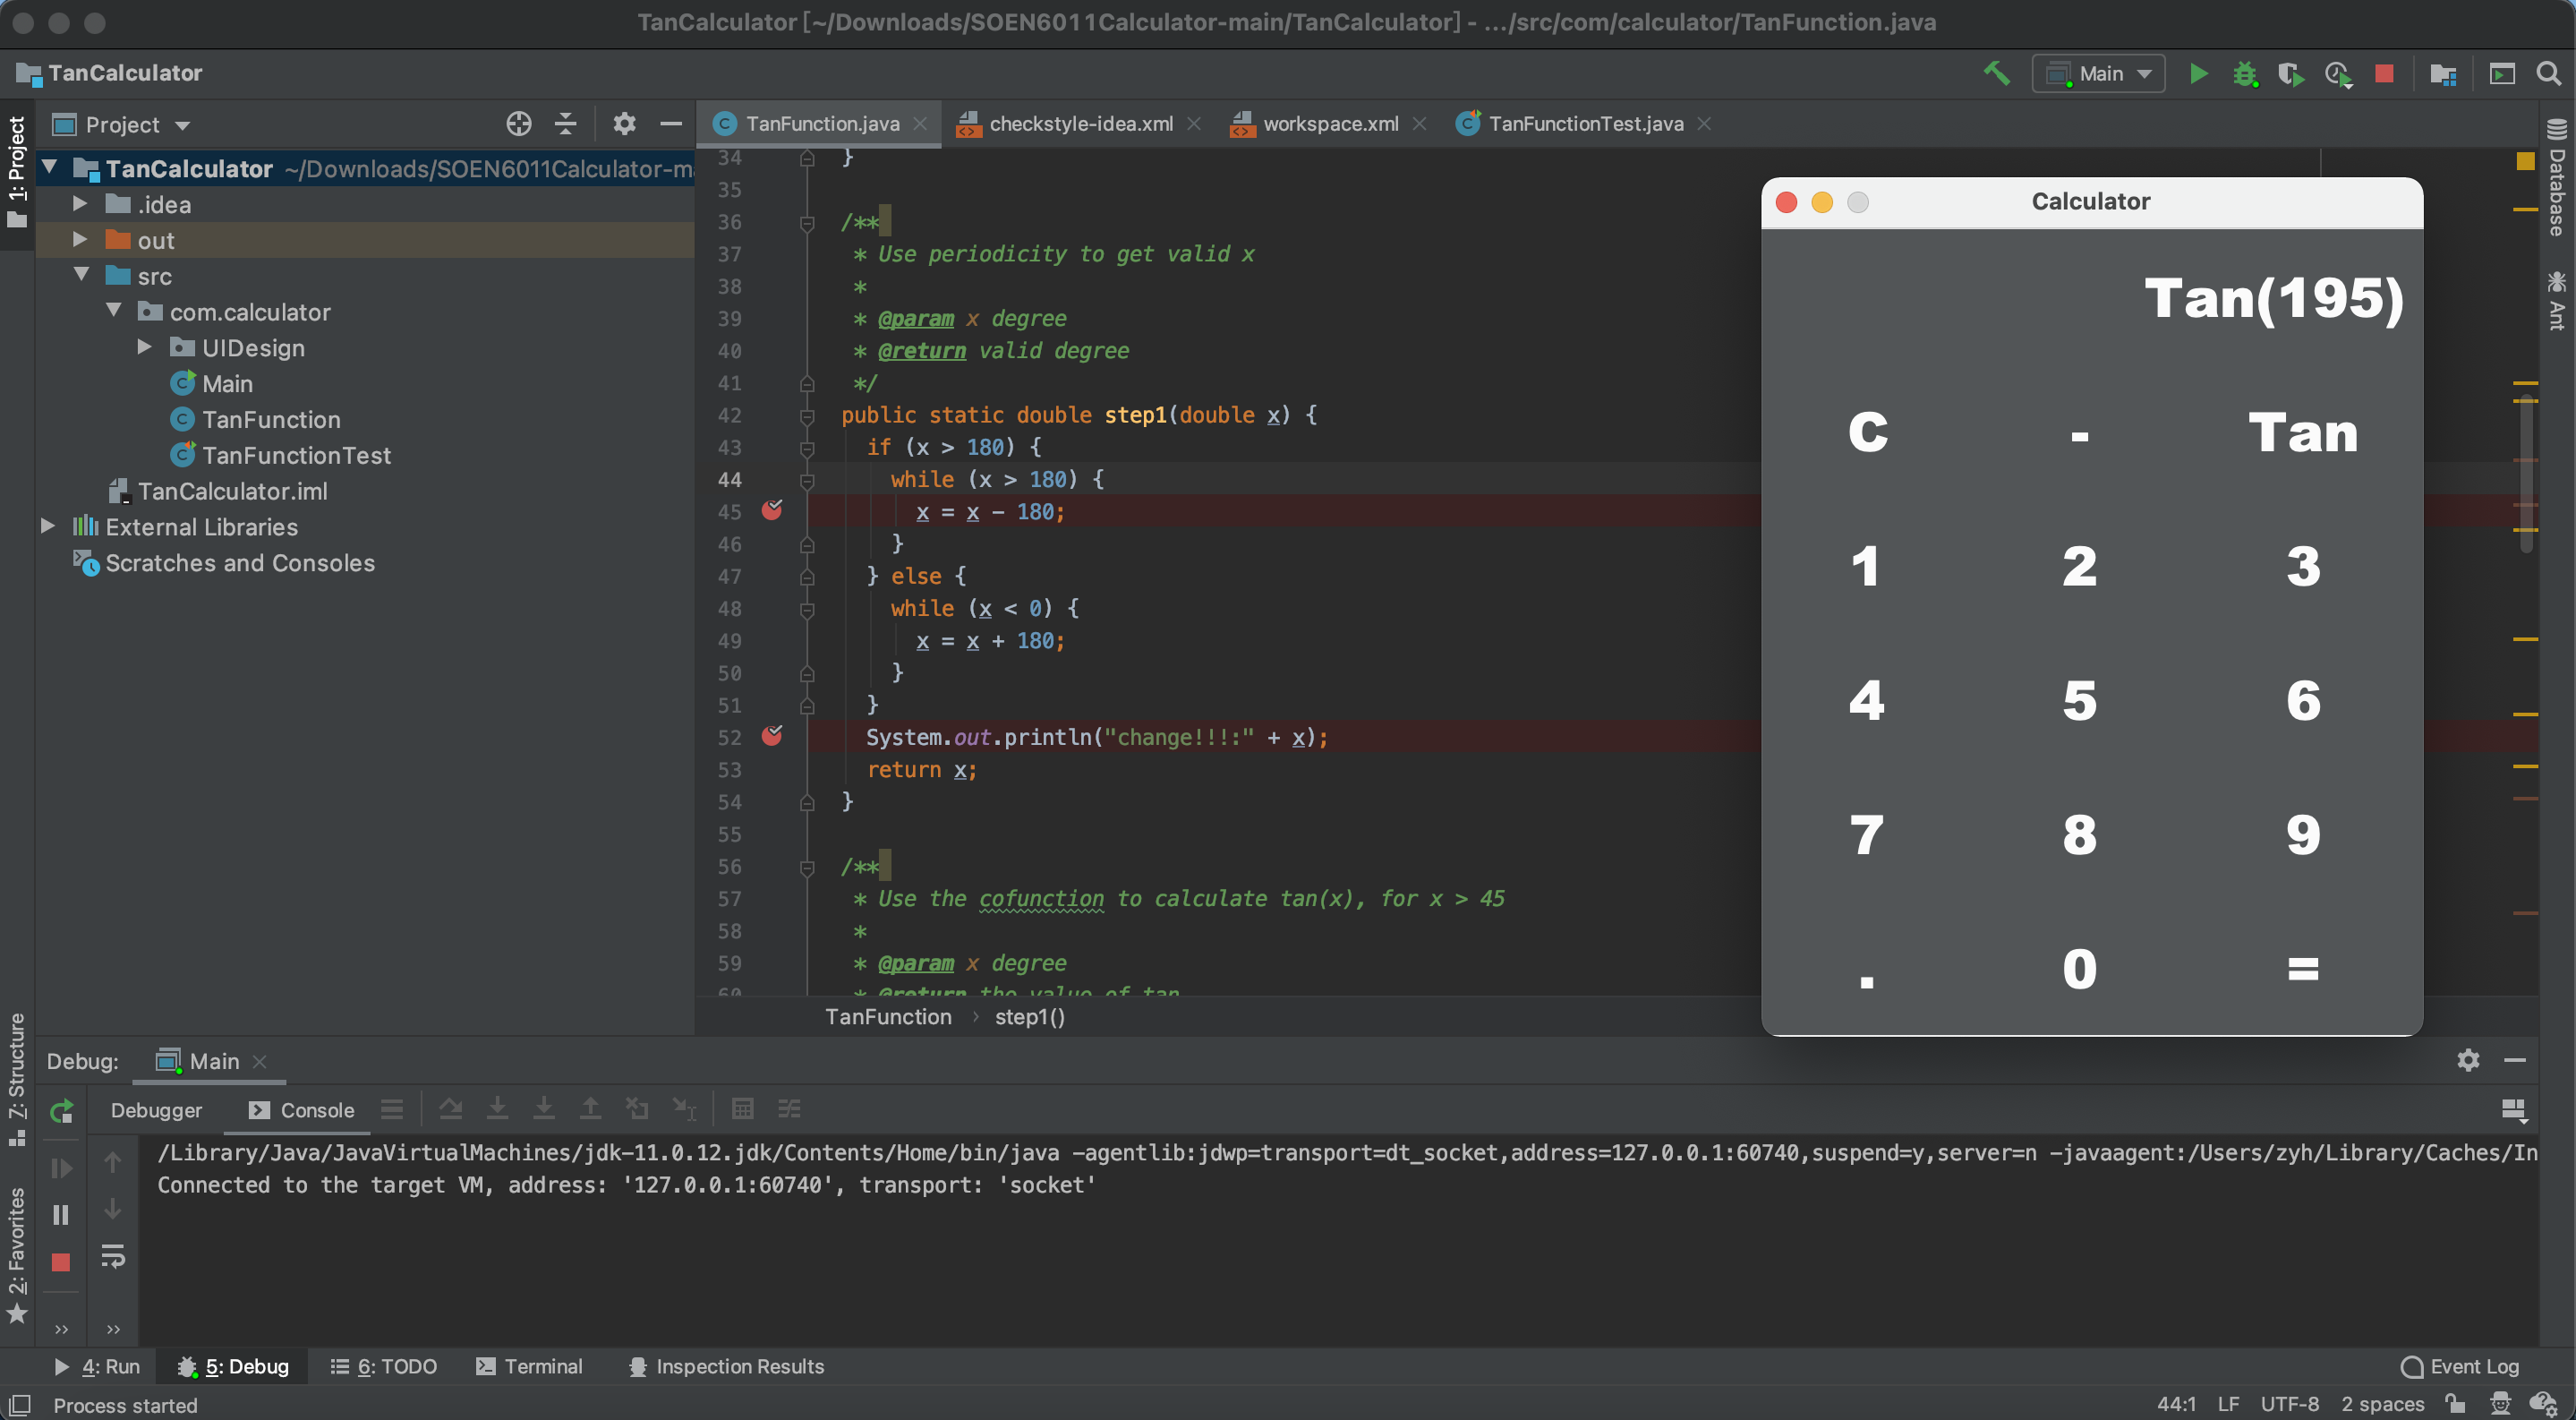 TanCalculator [~/Downloads/SOEN6011Calculator-main/TanCalculator] - .../src/com/calculator/TanFunction.java
TanCalculator
Main
1: Project
Project
TanCalculator ~/Downloads/SOEN6011Calculator-m
.idea
out
src
com.calculator
UIDesign
Main
TanFunction
TanFunctionTest
TanCalculator.iml
External Libraries
Scratches and Consoles
TanFunction.java
checkstyle-idea.xml
workspace.xml
TanFunctionTest.java
34 }
35
36 /**
37 * Use periodicity to get valid x
38 *
39 * @param x degree
40 * @return valid degree
41 */
42 public static double step1(double x) {
43 if (x > 180) {
44 while (x > 180) {
45 x = x - 180;
46 }
47 } else {
48 while (x < 0) {
49 x = x + 180;
50 }
51 }
52 System.out.println("change!!!:" + x);
53 return x;
54 }
55
56 /**
57 * Use the cofunction to calculate tan(x), for x > 45
58 *
59 * @param x degree
60 * @return the value of tan
TanFunction › step1()
Calculator
Tan(195)
C - Tan
1 2 3
4 5 6
7 8 9
. 0 =
Database
Ant
7: Structure
2: Favorites
Debug: Main
Debugger Console
/Library/Java/JavaVirtualMachines/jdk-11.0.12.jdk/Contents/Home/bin/java -agentlib:jdwp=transport=dt_socket,address=127.0.0.1:60740,suspend=y,server=n -javaagent:/Users/zyh/Library/Caches/In
Connected to the target VM, address: '127.0.0.1:60740', transport: 'socket'
4: Run 5: Debug 6: TODO Terminal Inspection Results Event Log
Process started 44:1 LF UTF-8 2 spaces